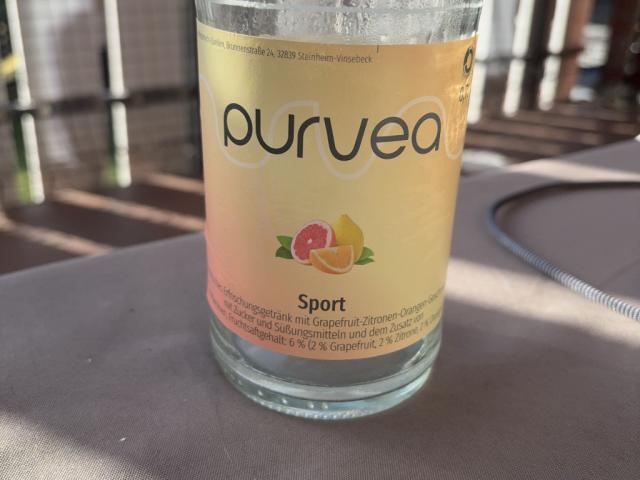 Brunnenstraße 24, 32839 Steinheim-Vinsebeck
purvea
Sport
Erfrischungsgetränk mit Grapefruit-Zitronen-Orangen-
mit Zucker und Süßungsmitteln und dem Zusatz von
Fruchtsaftgehalt: 6 % (2 % Grapefruit, 2 % Zitrone, 2 %